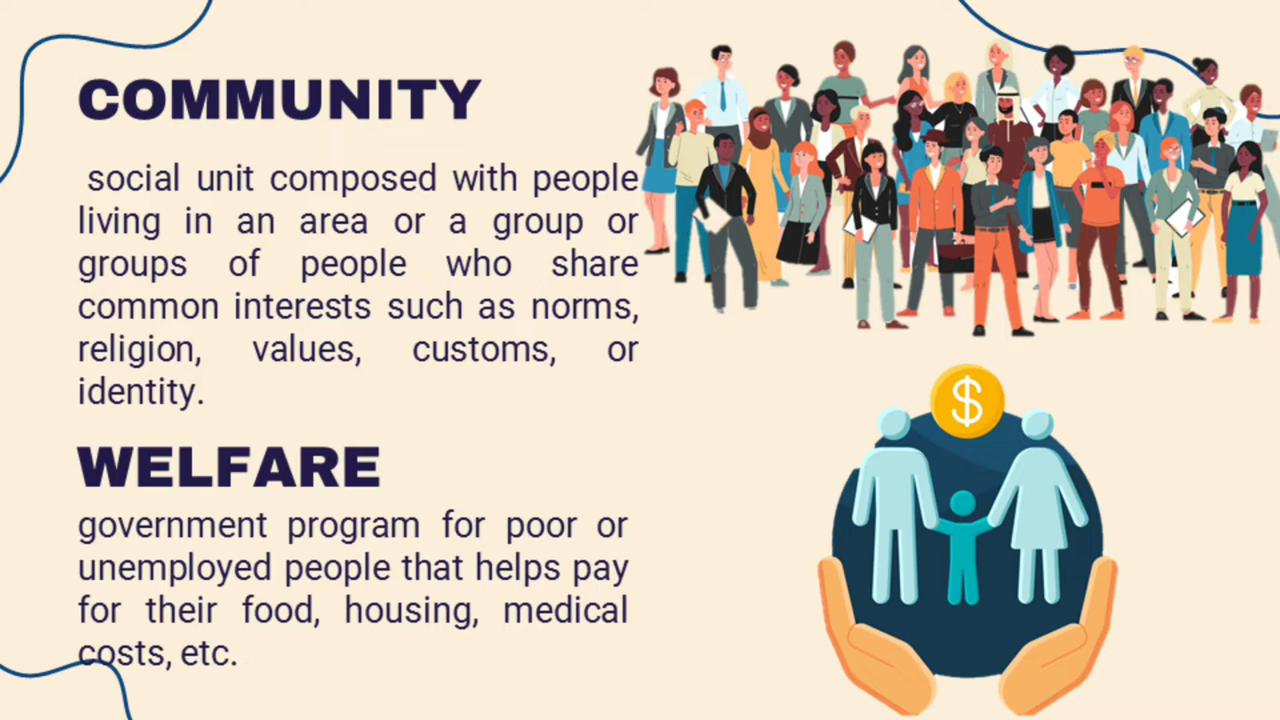 COMMUNITY
social unit composed with people
living in an area or a group or
groups of people who share
common interests such as norms,
religion, values, customs, or
identity.
WELFARE
government program for poor or
unemployed people that helps pay
for their food, housing, medical
costs, etc.
$